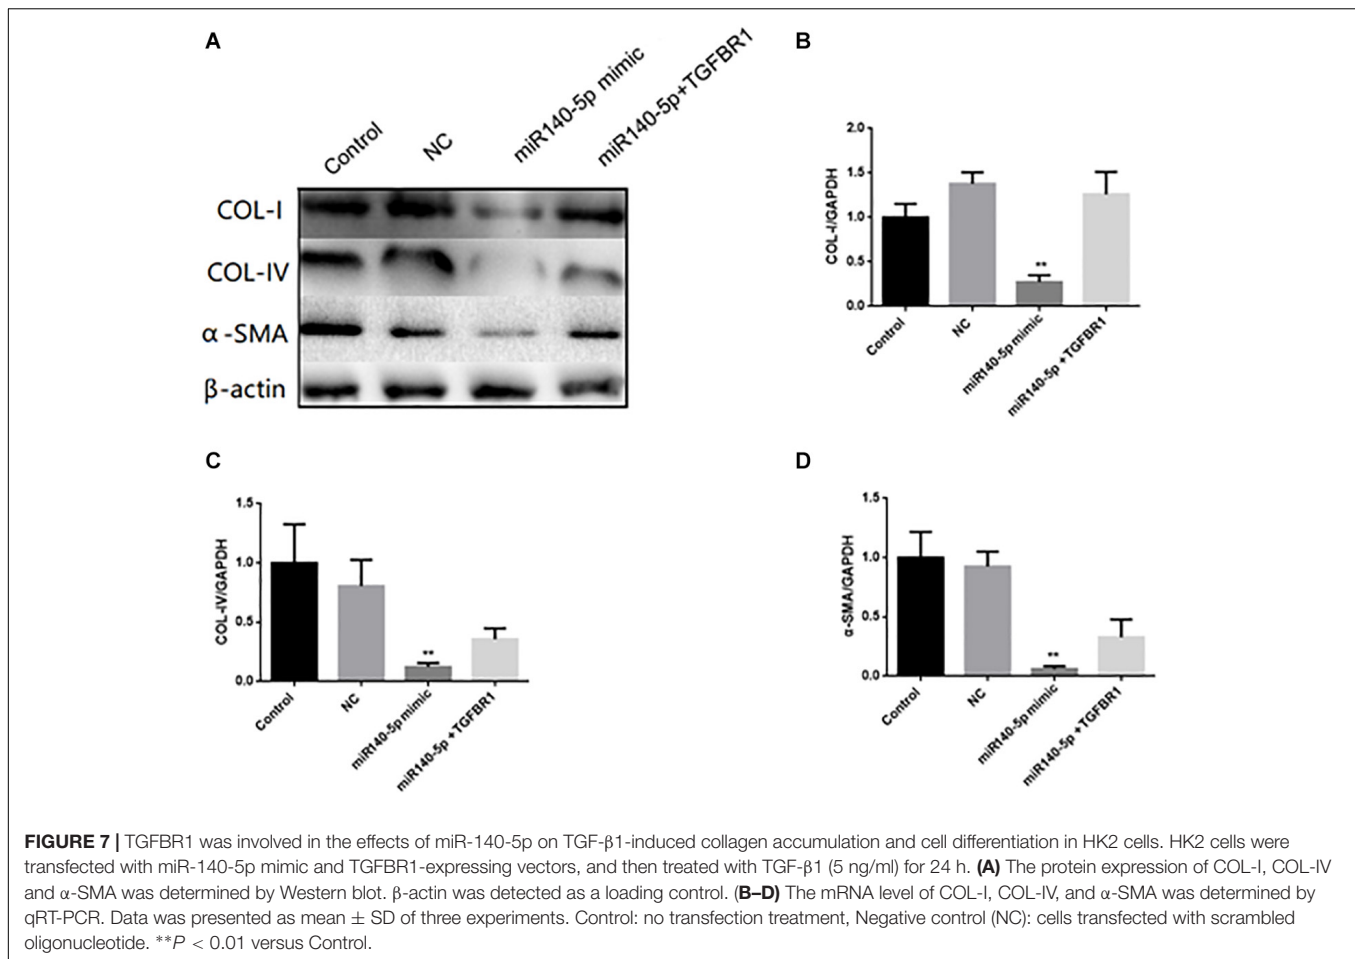 A
Control
NC
miR140-5p mimic
miR140-5p+TGFBR1
COL-I
COL-IV
α-SMA
β-actin
B
COL-I/GAPDH
2.0
1.5
1.0
0.5
0.0
**
Control
NC
miR140-5p mimic
miR140-5p +TGFBR1
C
COL-IV/GAPDH
1.5
1.0
0.5
0.0
**
Control
NC
miR140-5p mimic
miR140-5p +TGFBR1
D
α-SMA/GAPDH
1.5
1.0
0.5
0.0
**
Control
NC
miR140-5p mimic
miR140-5p +TGFBR1
FIGURE 7 | TGFBR1 was involved in the effects of miR-140-5p on TGF-β1-induced collagen accumulation and cell differentiation in HK2 cells. HK2 cells were
transfected with miR-140-5p mimic and TGFBR1-expressing vectors, and then treated with TGF-β1 (5 ng/ml) for 24 h. (A) The protein expression of COL-I, COL-IV
and α-SMA was determined by Western blot. β-actin was detected as a loading control. (B–D) The mRNA level of COL-I, COL-IV, and α-SMA was determined by
qRT-PCR. Data was presented as mean ± SD of three experiments. Control: no transfection treatment, Negative control (NC): cells transfected with scrambled
oligonucleotide. **P < 0.01 versus Control.